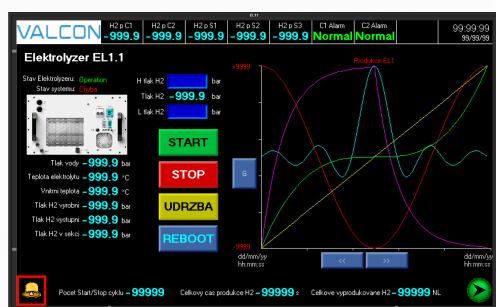 EL11
VALCON
H2 p C1 H2 p C2 H2 p S1 H2 p S2 H2 p S3 C1 Alarm C2 Alarm
-999.9 -999.9 -999.9 -999.9 -999.9 Normal Normal
99:99:99
99/99/99
Elektrolyzer EL1.1
Stav Elektrolyzeru: Operation
Stav systemu: Chyba
H tlak H2 bar
Tlak H2 -999.9 bar
L tlak H2 bar
START
STOP
UDRZBA
REBOOT
Tlak vody -999.9 bar
Teplota elektrolytu -999.9 °C
Vnitrni teplota -999.9 °C
Tlak H2 vyrobni -999.9 bar
Tlak H2 vystupni -999.9 bar
Tlak H2 v sekci -999.9 bar
G
+9999
Produkce EL1
-9999
dd/mm/yy
hh:mm:ss
<<
>>
dd/mm/yy
hh:mm:ss
Pocet Start/Stop cyklu -99999
Celkovy cas produkce H2 -99999 s
Celkove vyprodukovane H2 -99999 NL